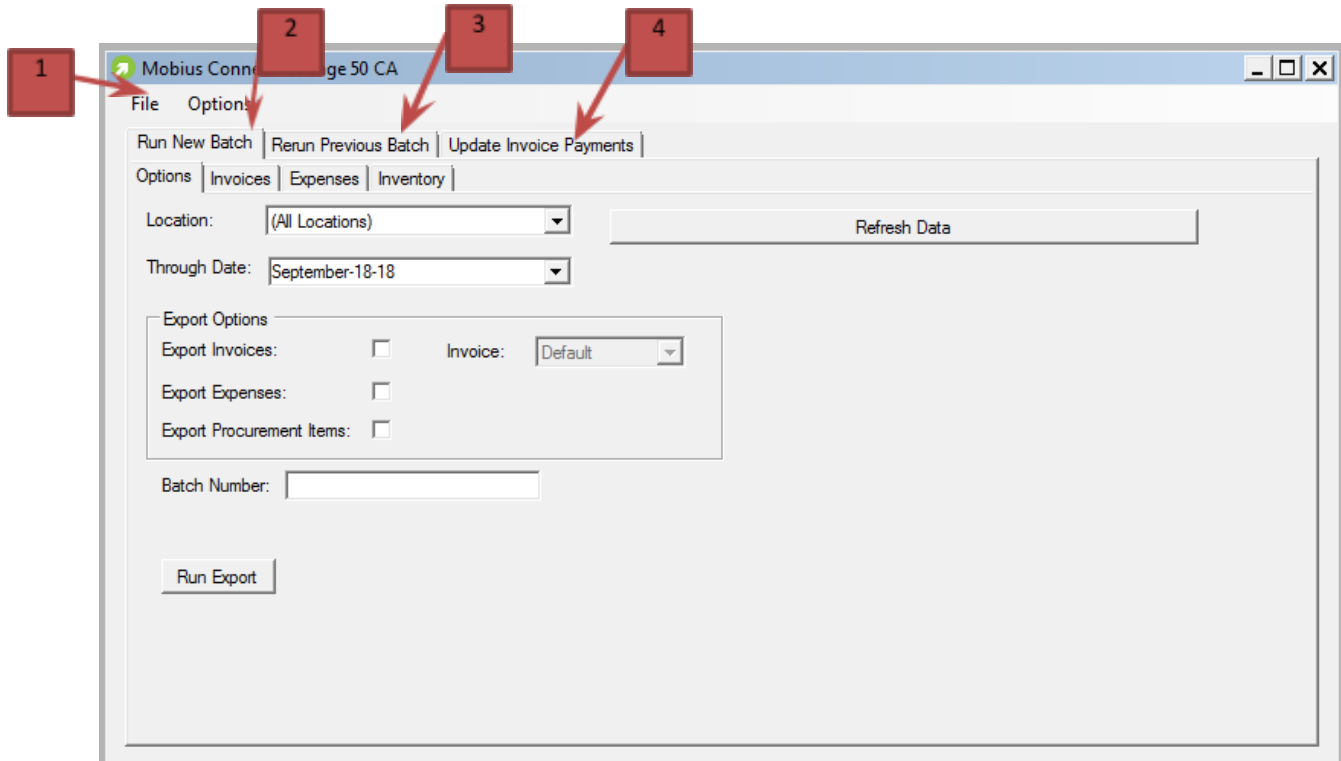 1
2
3
4
Mobius Conne ge 50 CA
File Option
Run New Batch Rerun Previous Batch Update Invoice Payments
Options Invoices Expenses Inventory
Location: (All Locations) Refresh Data
Through Date: September-18-18
Export Options
Export Invoices: Invoice: Default
Export Expenses:
Export Procurement Items:
Batch Number:
Run Export